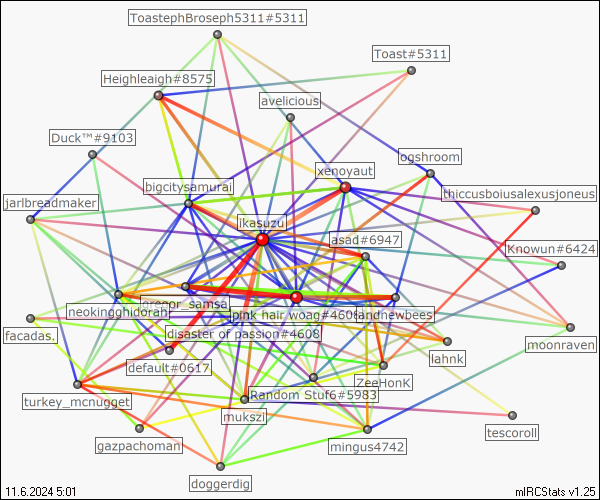 ToastephBroseph5311#5311
Toast#5311
Heighleigh#8575
avelicious
Duck™#9103
ogshroom
xenoyaut
bigcitysamurai
thiccusboiusalexusjoneus
jarlbreadmaker
ikasuzu
asad#6947
Knowun#6424
gregor_samsa
neokingghidorah
pink hair woag#4608
andnewbees
disaster of passion#4608
facadas.
moonraven
lahnk
default#0617
ZeeHonK
turkey_mcnugget
Random Stuf6#5983
mukszi
tescoroll
gazpachoman
mingus4742
doggerdig
11.6.2024 5:01
mIRCStats v1.25